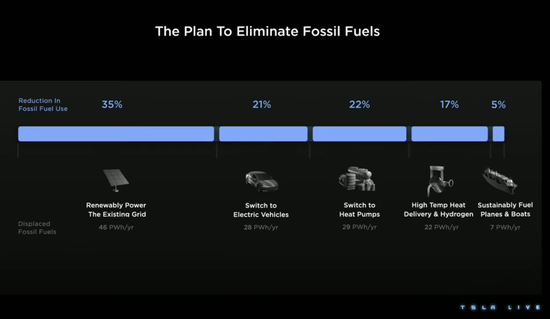 The Plan To Eliminate Fossil Fuels
Reduction In
Fossil Fuel Use
35%
21%
22%
17%
5%
Renewably Power
The Existing Grid
Switch to
Electric Vehicles
Switch to
Heat Pumps
High Temp Heat
Delivery & Hydrogen
Sustainably Fuel
Planes & Boats
Displaced
Fossil Fuels
46 PWh/yr
28 PWh/yr
29 PWh/yr
22 PWh/yr
7 PWh/yr
TSLA LIVE